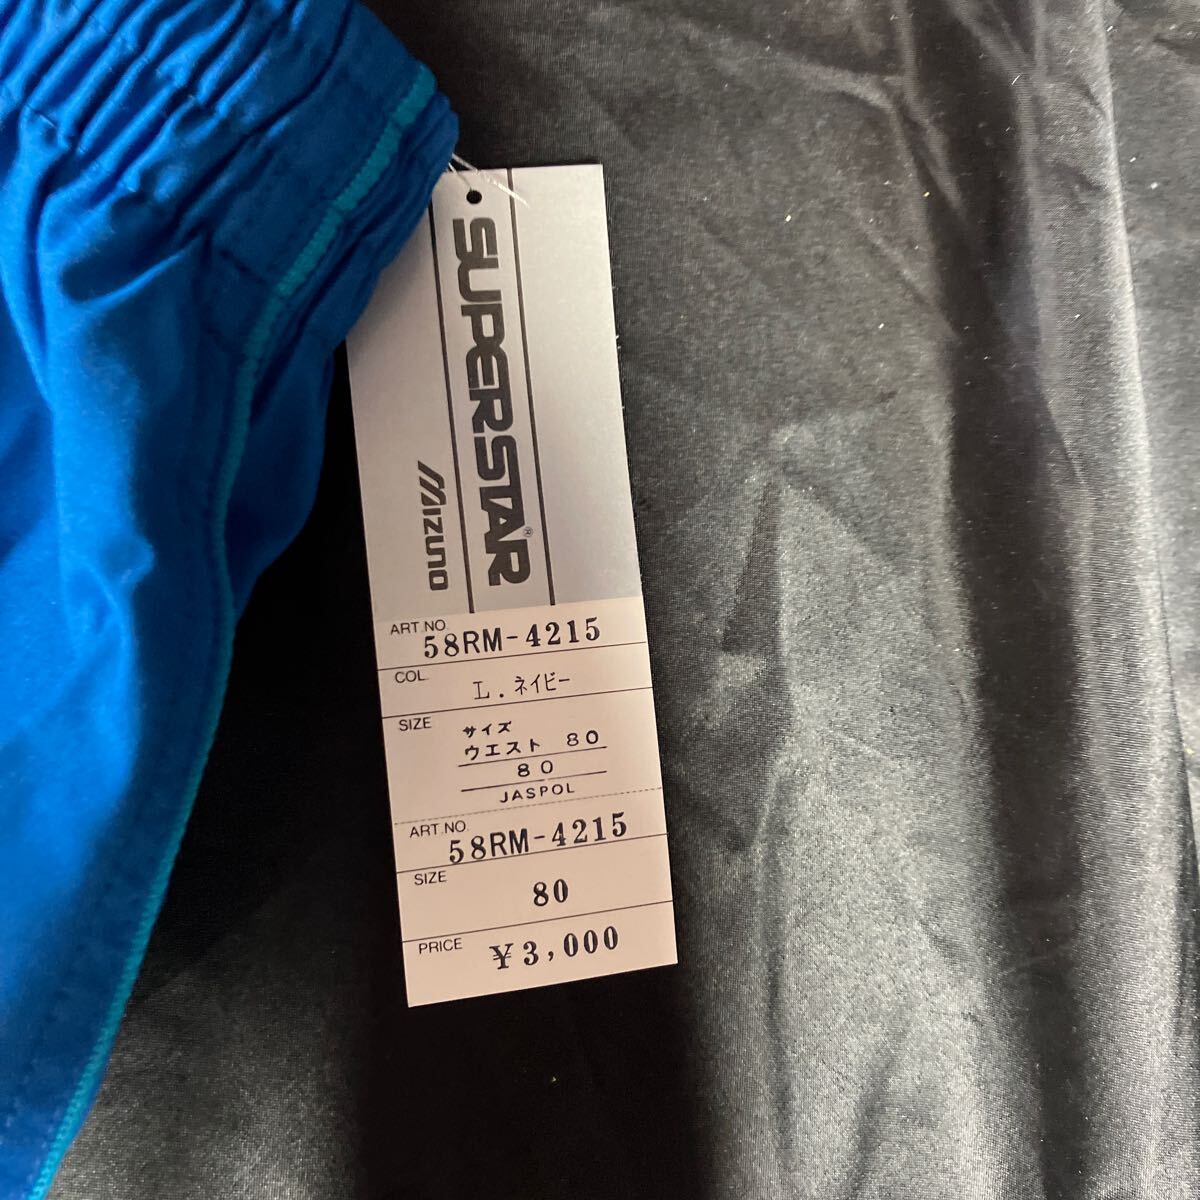 SUPERSTAR®
MIZUNO
ART NO. 58RM-4215
COL. L.ネイビー
SIZE サイズ
ウエスト 80
80
JASPOL
ART NO. 58RM-4215
SIZE 80
PRICE ¥3,000